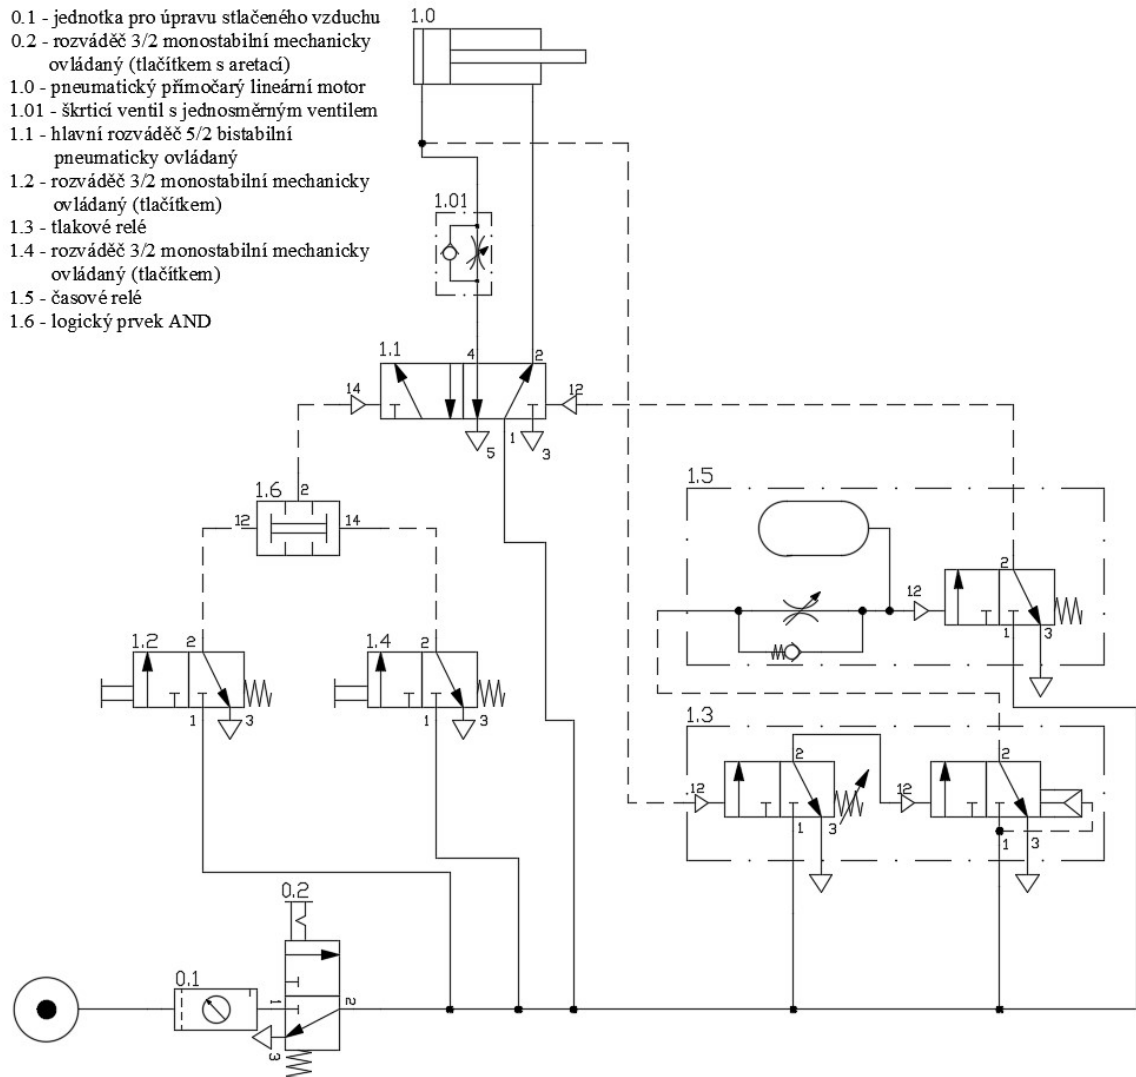 0.1 - jednotka pro úpravu stlačeného vzduchu
0.2 - rozváděč 3/2 monostabilní mechanicky
ovládaný (tlačítkem s aretací)
1.0 - pneumatický přímočarý lineární motor
1.01 - škrticí ventil s jednosměrným ventilem
1.1 - hlavní rozváděč 5/2 bistabilní
pneumaticky ovládaný
1.2 - rozváděč 3/2 monostabilní mechanicky
ovládaný (tlačítkem)
1.3 - tlakové relé
1.4 - rozváděč 3/2 monostabilní mechanicky
ovládaný (tlačítkem)
1.5 - časové relé
1.6 - logický prvek AND
1.0
1.01
1.1
4
2
14
12
5
1
3
1.6
2
12
14
1.5
2
12
1
3
1.2
2
1
3
1.4
2
1
3
1.3
2
12
1
3
2
12
1
3
0.2
0.1
1
2
3